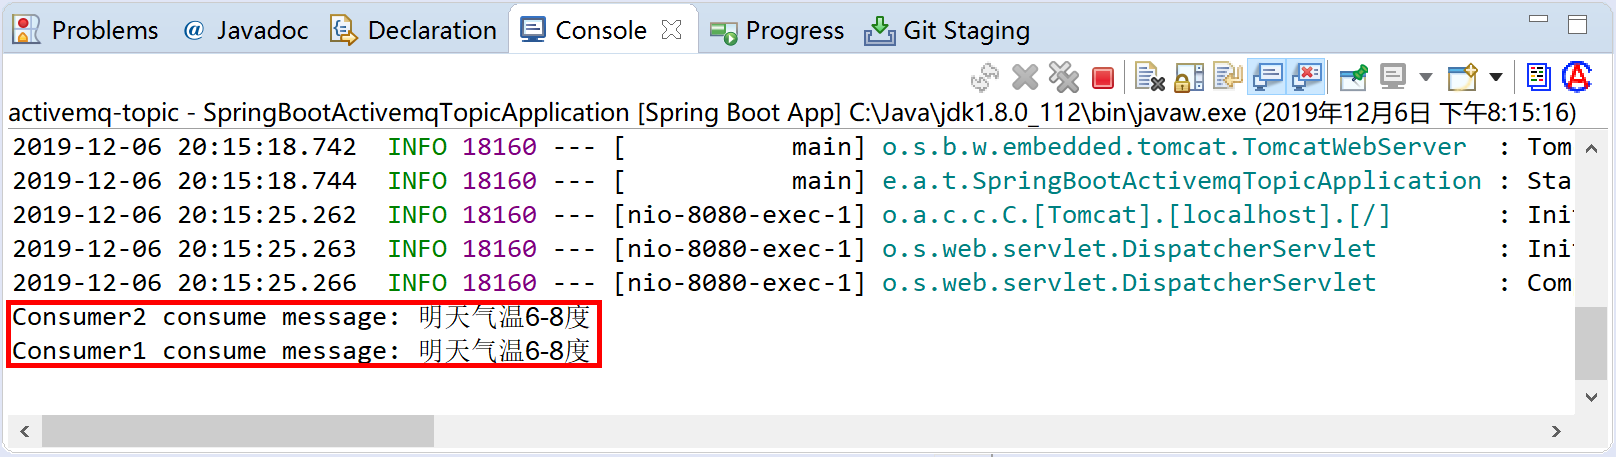 Problems @ Javadoc Declaration Console Progress Git Staging
activemq-topic - SpringBootActivemqTopicApplication [Spring Boot App] C:\Java\jdk1.8.0_112\bin\javaw.exe (2019年12月6日 下午8:15:16)
2019-12-06 20:15:18.742  INFO 18160 --- [           main] o.s.b.w.embedded.tomcat.TomcatWebServer  : Tom
2019-12-06 20:15:18.744  INFO 18160 --- [           main] e.a.t.SpringBootActivemqTopicApplication : Sta
2019-12-06 20:15:25.262  INFO 18160 --- [nio-8080-exec-1] o.a.c.c.C.[Tomcat].[localhost].[/]       : Init
2019-12-06 20:15:25.263  INFO 18160 --- [nio-8080-exec-1] o.s.web.servlet.DispatcherServlet        : Init
2019-12-06 20:15:25.266  INFO 18160 --- [nio-8080-exec-1] o.s.web.servlet.DispatcherServlet        : Com
Consumer2 consume message: 明天气温6-8度
Consumer1 consume message: 明天气温6-8度